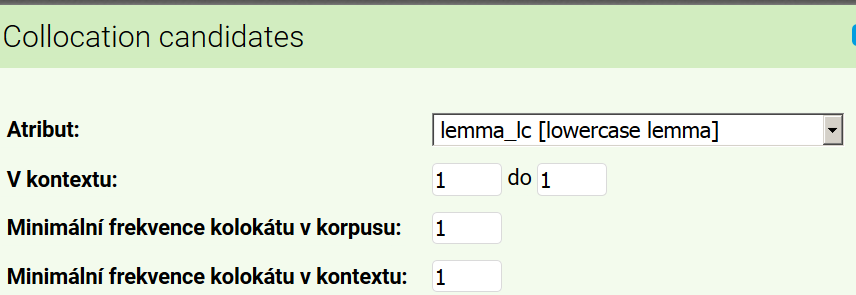 Collocation candidates
Atribut: lemma_lc [lowercase lemma]
V kontextu: 1 do 1
Minimální frekvence kolokátu v korpusu: 1
Minimální frekvence kolokátu v kontextu: 1